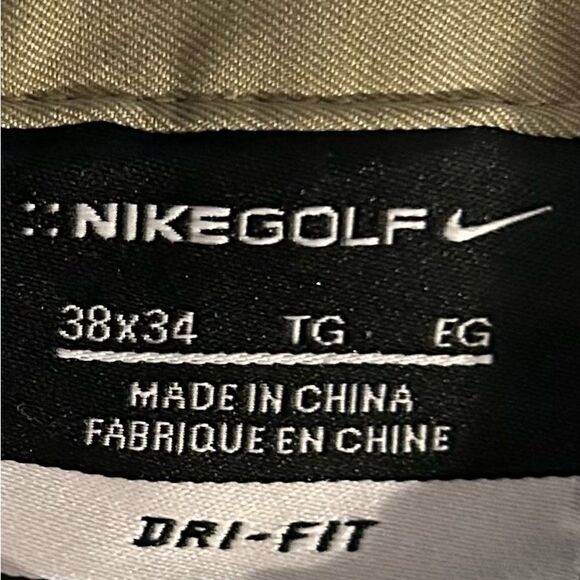 NIKEGOLF
38x34 TG EG
MADE IN CHINA
FABRIQUE EN CHINE
DRI-FIT